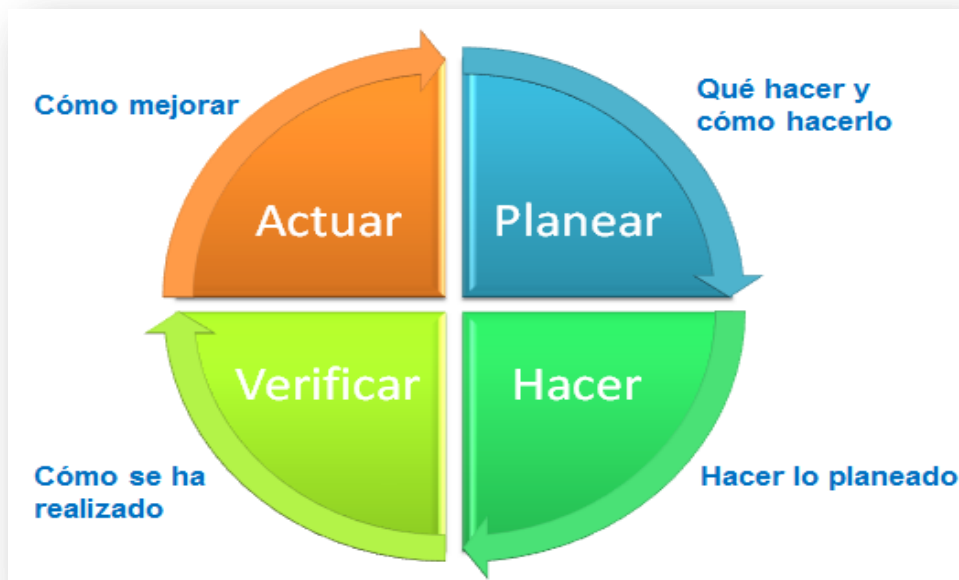 Cómo mejorar
Qué hacer y
cómo hacerlo
Actuar
Planear
Verificar
Hacer
Cómo se ha
realizado
Hacer lo planeado